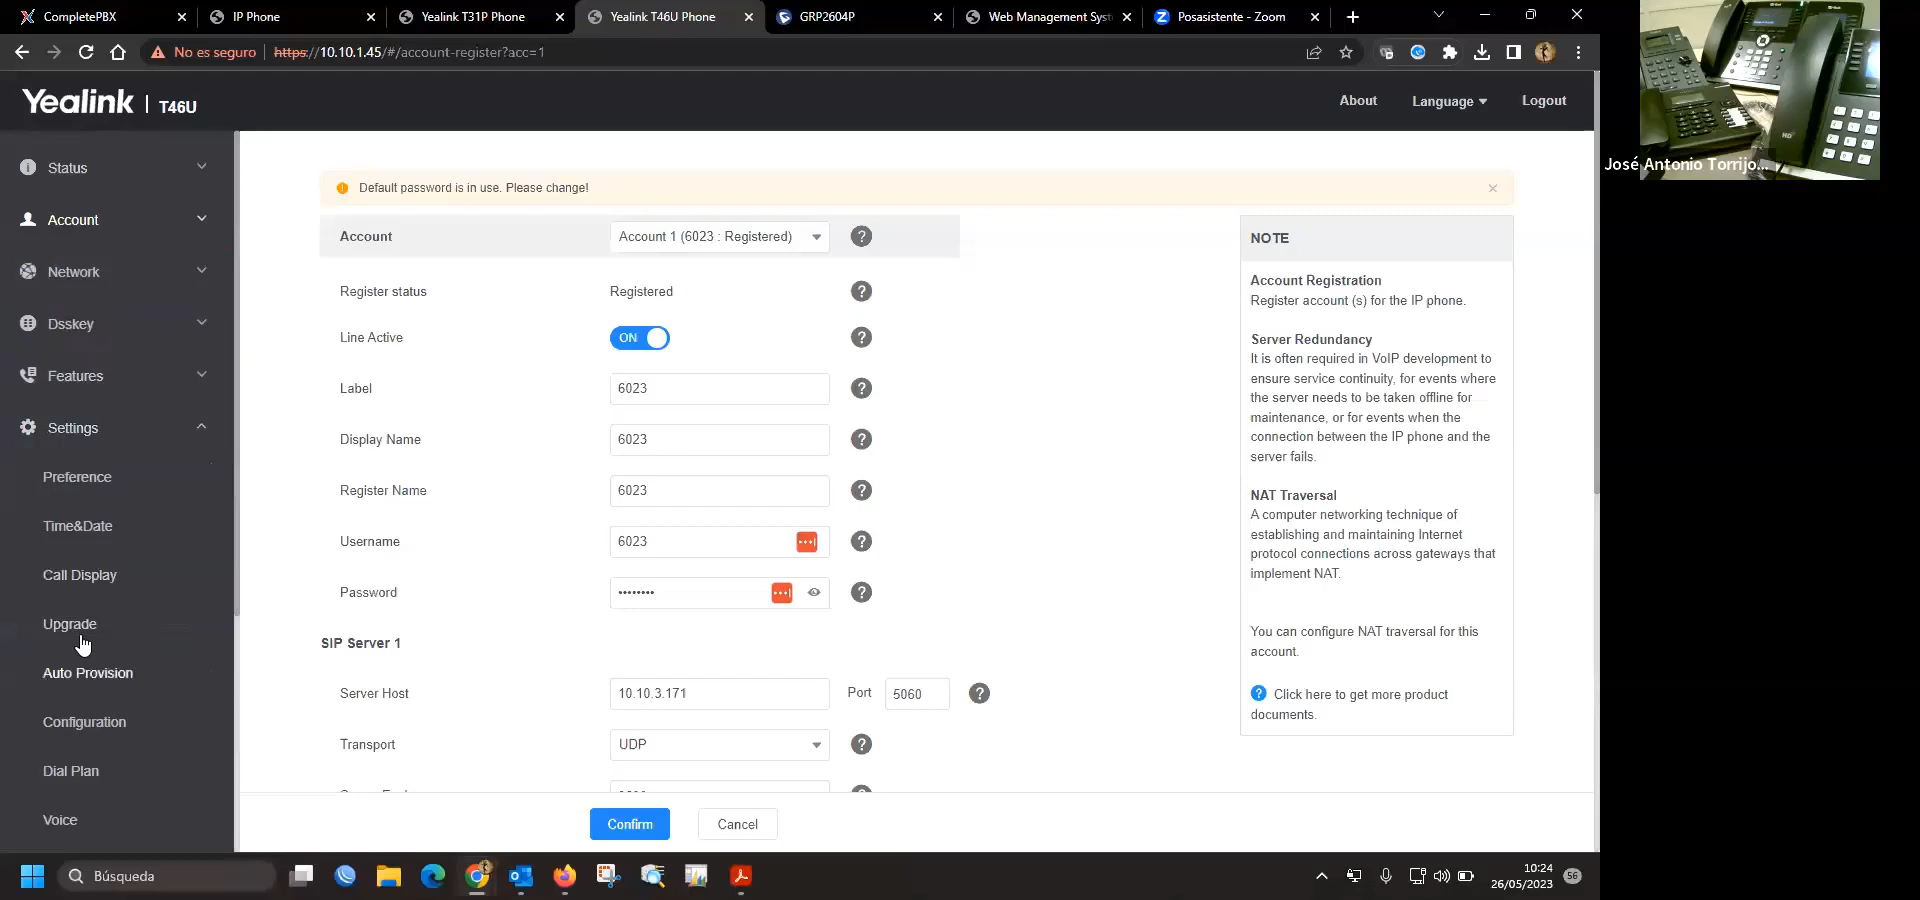 CompletePBX
IP Phone
Yealink T31P Phone
Yealink T46U Phone
GRP2604P
Web Management Syst
Posasistente - Zoom
No es seguro
https://10.10.1.45/#/account-register?acc=1
Yealink | T46U
About
Language
Logout
Status
Account
Network
Dsskey
Features
Settings
Preference
Time&Date
Call Display
Upgrade
Auto Provision
Configuration
Dial Plan
Voice
Default password is in use. Please change!
Account
Account 1 (6023 : Registered)
Register status
Registered
Line Active
ON
Label
6023
Display Name
6023
Register Name
6023
Username
6023
Password
••••••••
SIP Server 1
Server Host
10.10.3.171
Port
5060
Transport
UDP
Confirm
Cancel
NOTE
Account Registration
Register account (s) for the IP phone.
Server Redundancy
It is often required in VoIP development to
ensure service continuity, for events where
the server needs to be taken offline for
maintenance, or for events when the
connection between the IP phone and the
server fails.
NAT Traversal
A computer networking technique of
establishing and maintaining Internet
protocol connections across gateways that
implement NAT.
You can configure NAT traversal for this
account.
Click here to get more product
documents.
José Antonio Torrijo...
Búsqueda
10:24
26/05/2023
56